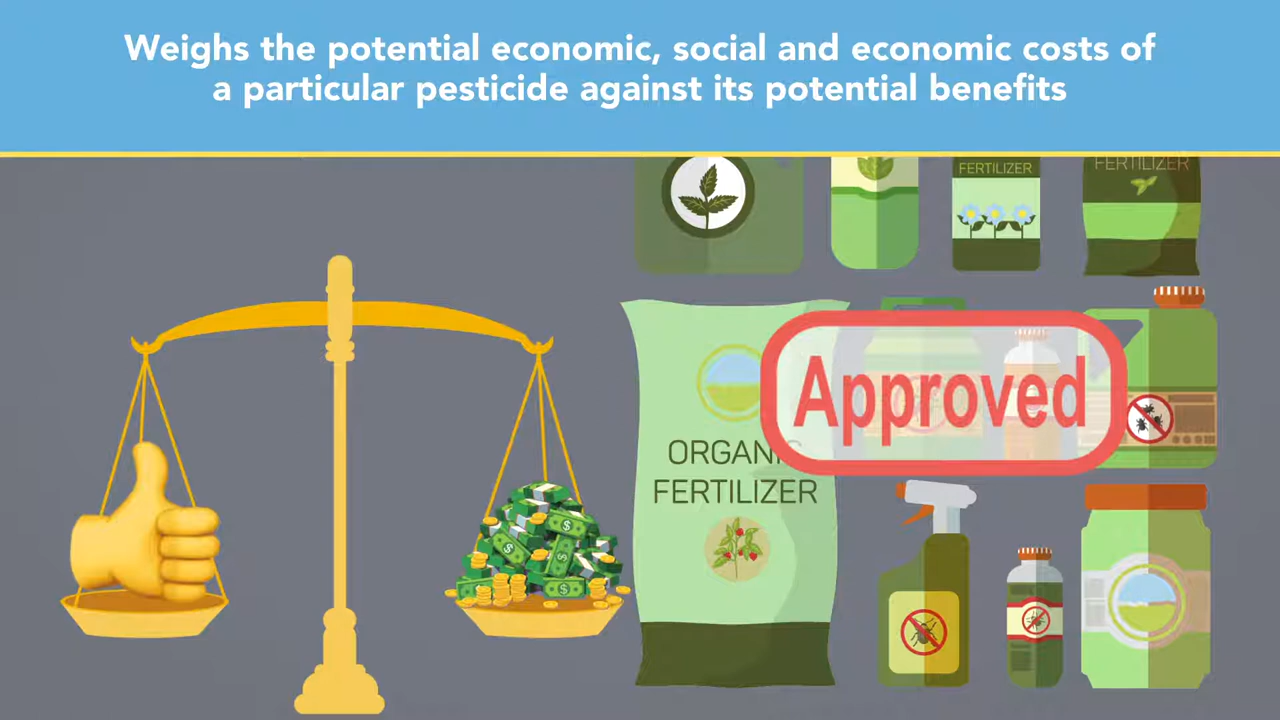 Weighs the potential economic, social and economic costs of
a particular pesticide against its potential benefits
FERTILIZER
FERTILIZER
Approved
ORGANIC
FERTILIZER